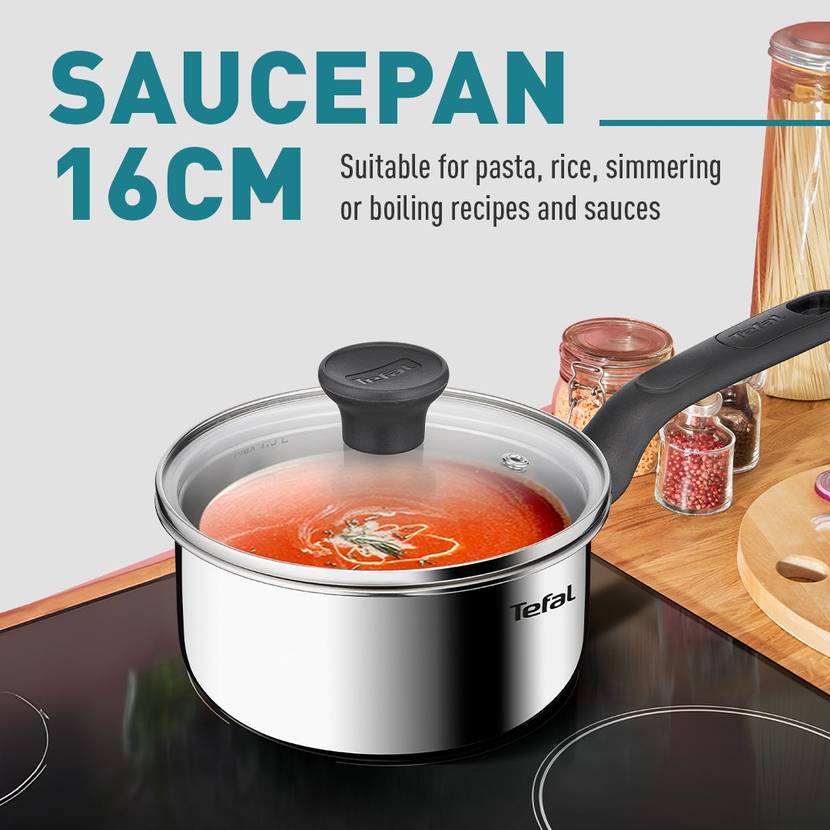 SAUCEPAN
16CM
Suitable for pasta, rice, simmering
or boiling recipes and sauces
Tefal
Tefal
Tefal